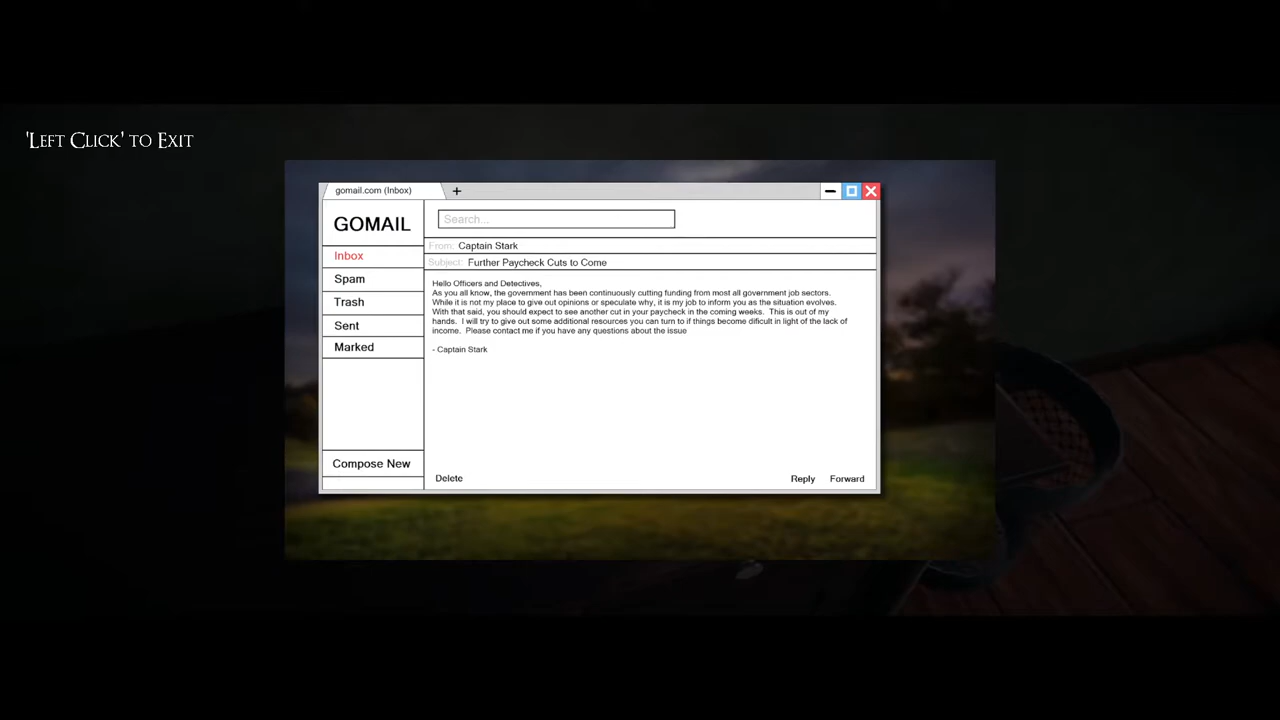 'Left Click' to Exit
gomail.com (Inbox)
+
GOMAIL
Search...
From: Captain Stark
Inbox
Subject: Further Paycheck Cuts to Come
Spam
Trash
Sent
Marked
Hello Officers and Detectives,
As you all know, the government has been continuously cutting funding from most all government job sectors.
While it is not my place to give out opinions or speculate why, it is my job to inform you as the situation evolves.
With that said, you should expect to see another cut in your paycheck in the coming weeks. This is out of my
hands. I will try to give out some additional resources you can turn to if things become dificult in light of the lack of
income. Please contact me if you have any questions about the issue
- Captain Stark
Compose New
Delete
Reply
Forward